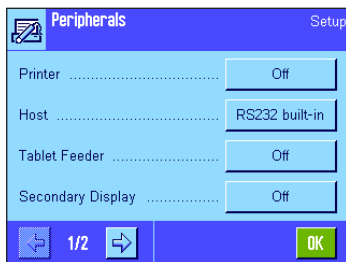 Peripherals Setup
Printer .................................. Off
Host ..................................... RS232 built-in
Tablet Feeder ........................ Off
Secondary Display ................ Off
1/2 OK